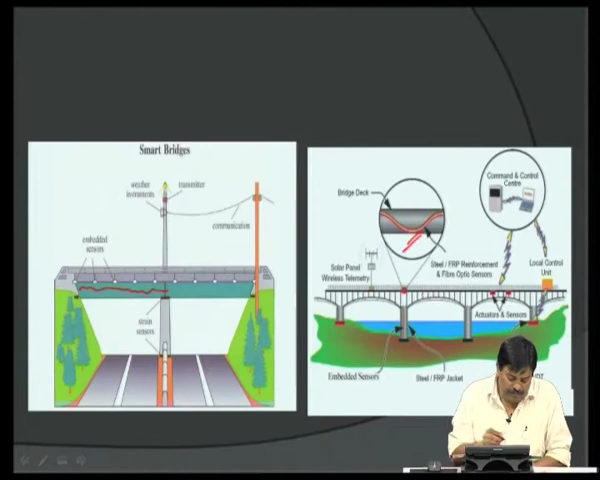 Smart Bridges
weather
instruments
transmitter
communication
embedded
sensors
strain
sensors
Bridge Deck
Command & Control
Centre
Solar Panel
Wireless Telemetry
Steel / FRP Reinforcement
& Fibre Optic Sensors
Local Control
Unit
Actuators & Sensors
Embedded Sensors
Steel / FRP Jacket